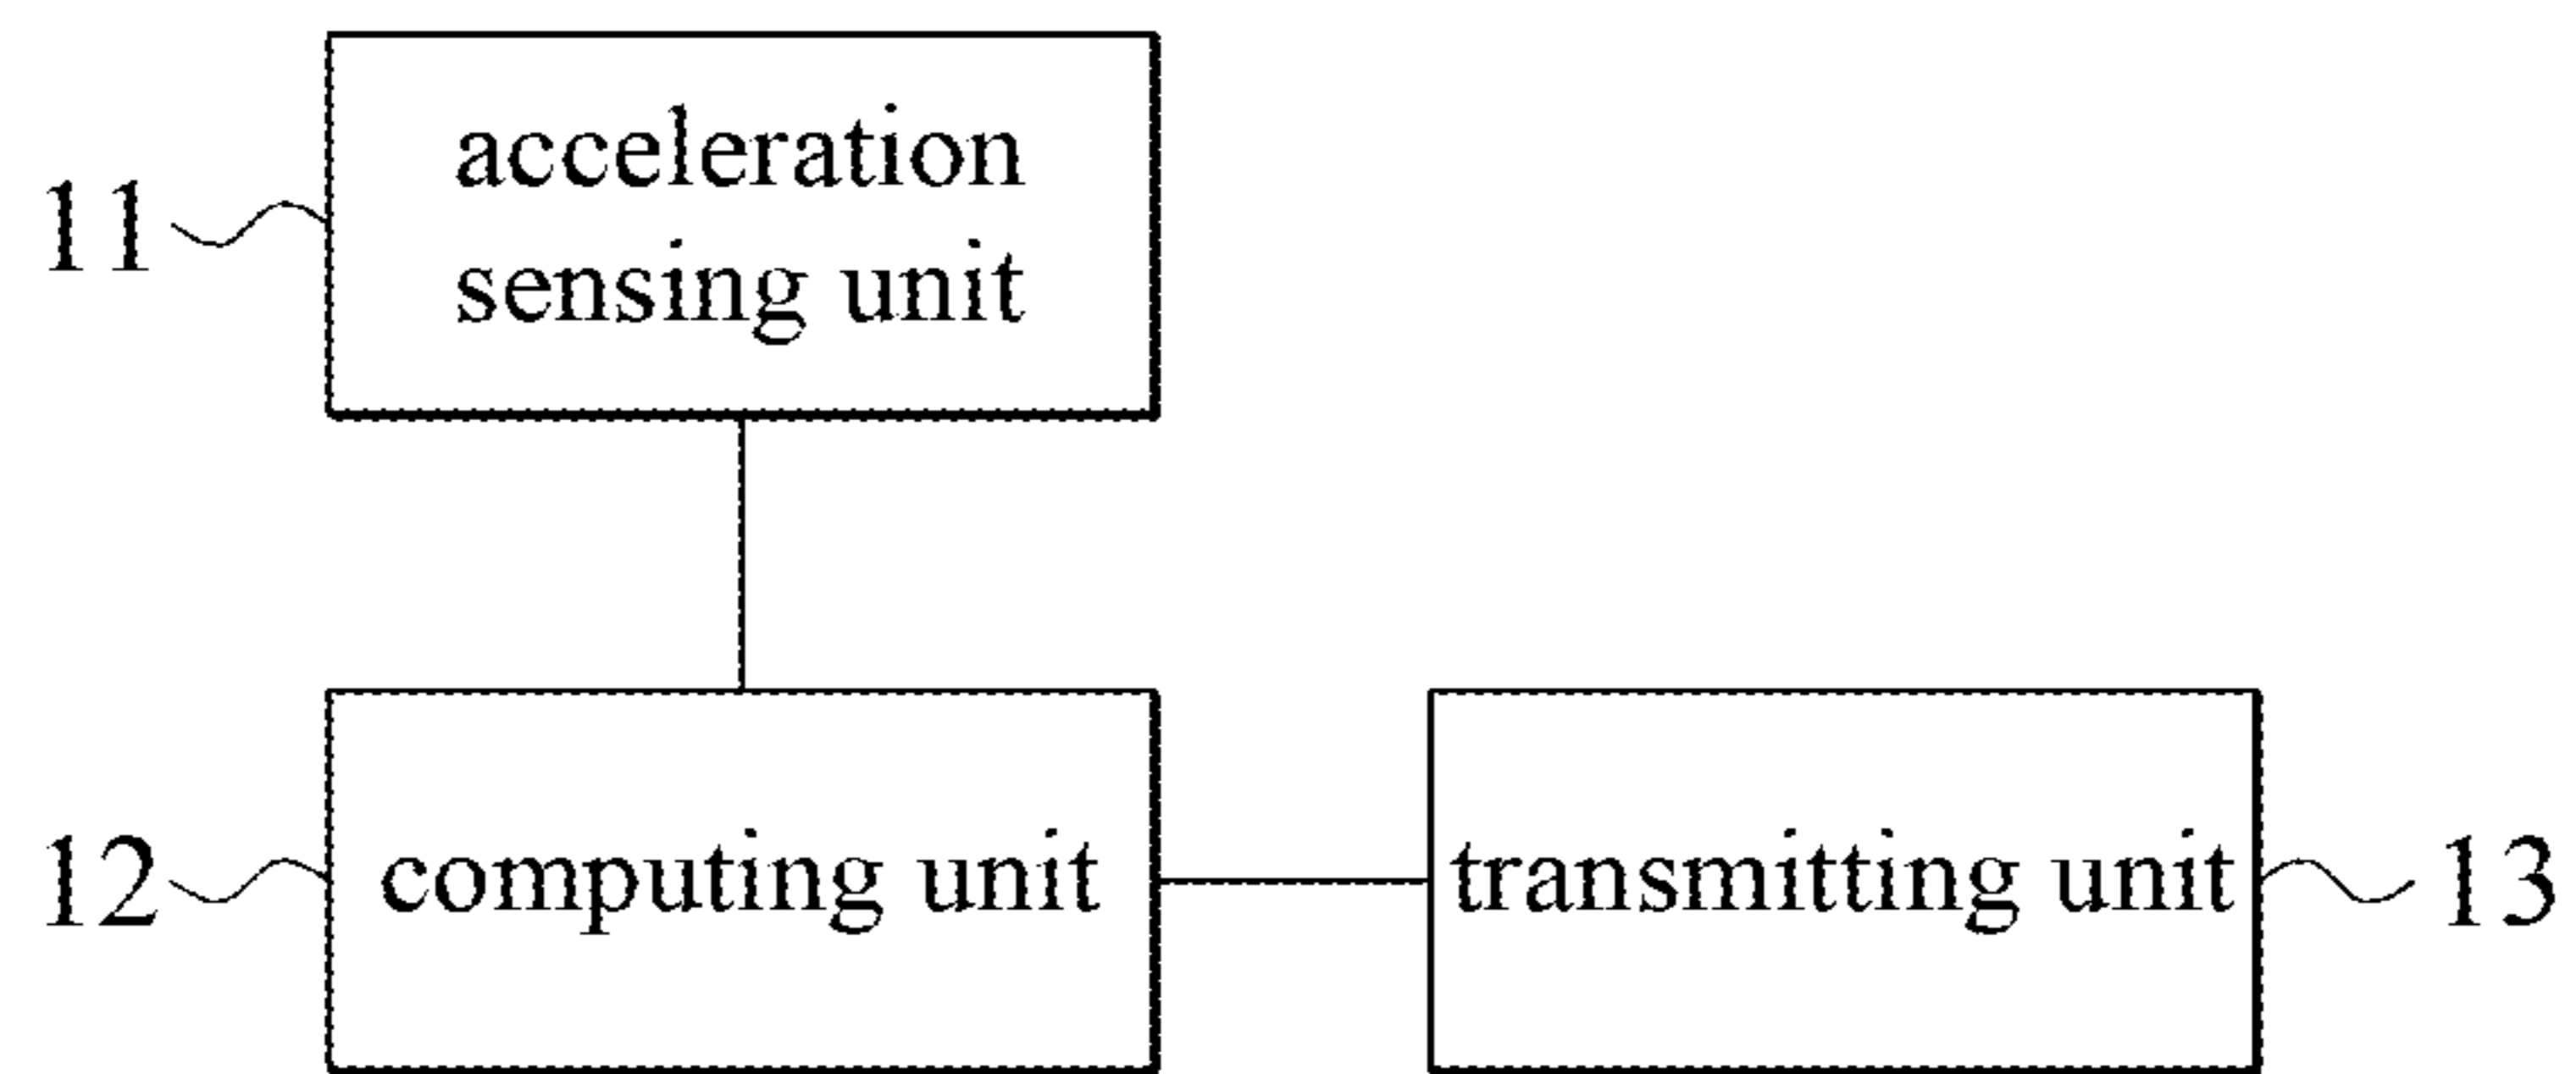 11
acceleration
sensing unit
12
computing unit
transmitting unit
13